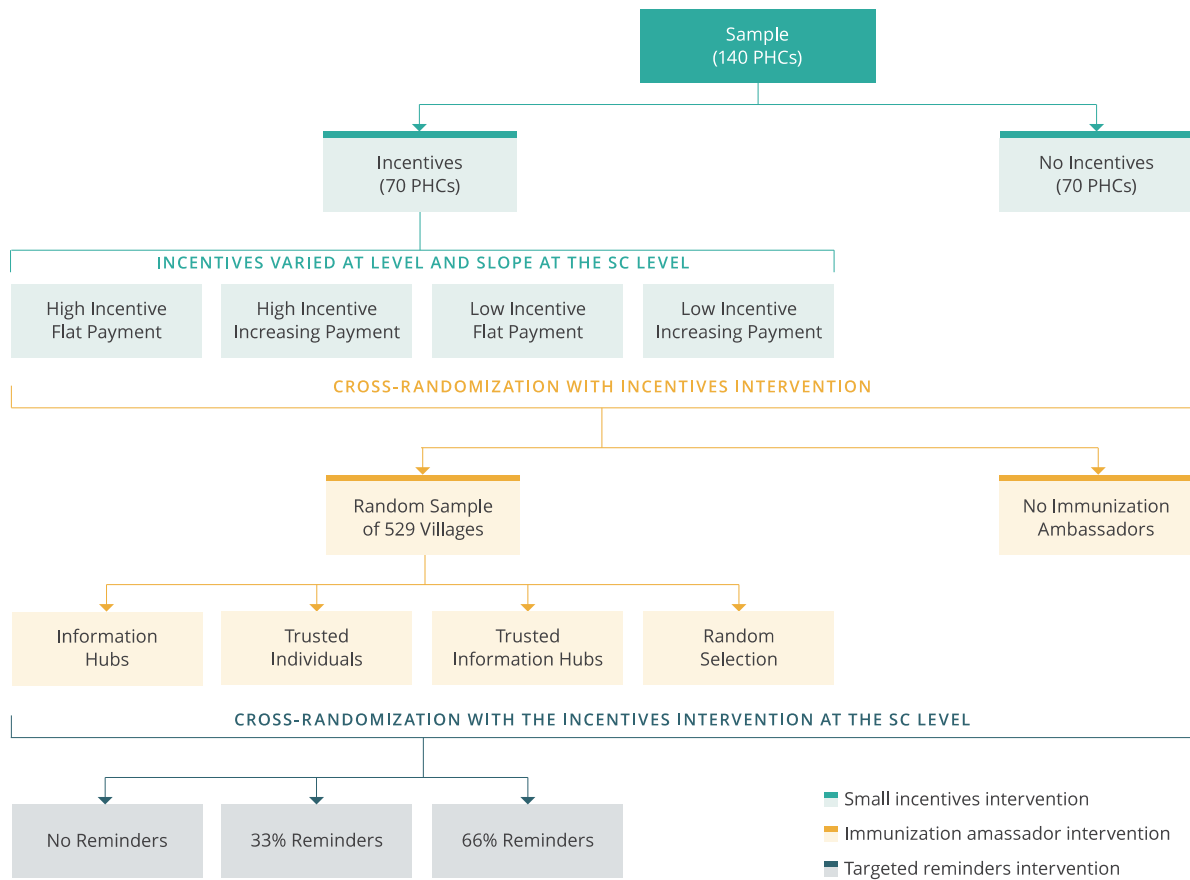 Sample
(140 PHCs)
Incentives
(70 PHCs)
No Incentives
(70 PHCs)
INCENTIVES VARIED AT LEVEL AND SLOPE AT THE SC LEVEL
High Incentive
Flat Payment
High Incentive
Increasing Payment
Low Incentive
Flat Payment
Low Incentive
Increasing Payment
CROSS-RANDOMIZATION WITH INCENTIVES INTERVENTION
Random Sample
of 529 Villages
No Immunization
Ambassadors
Information
Hubs
Trusted
Individuals
Trusted
Information Hubs
Random
Selection
CROSS-RANDOMIZATION WITH THE INCENTIVES INTERVENTION AT THE SC LEVEL
No Reminders
33% Reminders
66% Reminders
Small incentives intervention
Immunization amassador intervention
Targeted reminders intervention